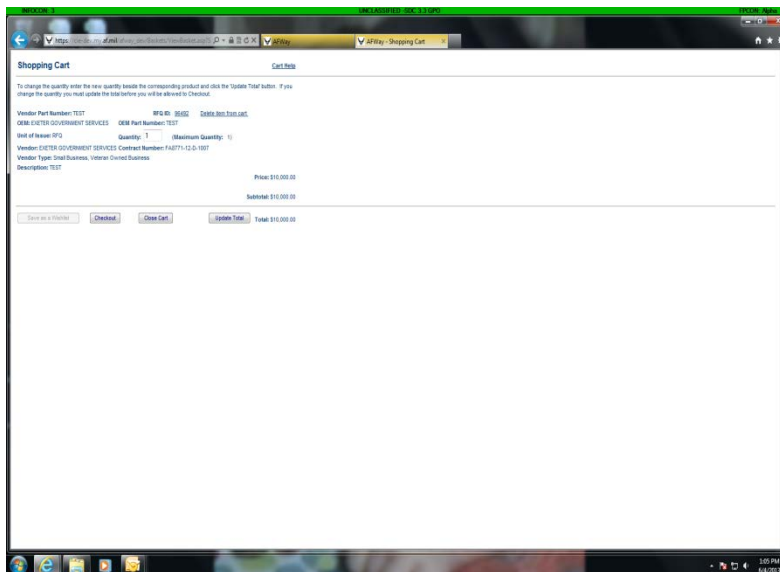 INFOCON: 3 UNCLASSIFIED -SDC 3.3 GPO FPCON: Alpha
AFWay AFWay - Shopping Cart
Shopping Cart Cart Help
To change the quantity enter the new quantity beside the corresponding product and click the 'Update Total' button. If you
change the quantity you must update the total before you will be allowed to Checkout.
Vendor Part Number: TEST RFQ ID: 86492 Delete item from cart.
OEM: EXETER GOVERNMENT SERVICES OEM Part Number: TEST
Unit of Issue: RFQ Quantity: 1 (Maximum Quantity: 1)
Vendor: EXETER GOVERNMENT SERVICES Contract Number: FA8771-12-D-1007
Vendor Type: Small Business, Veteran Owned Business
Description: TEST
Price: $10,000.00
Subtotal: $10,000.00
Save as a Wishlist Checkout Close Cart Update Total Total: $10,000.00
1:05 PM